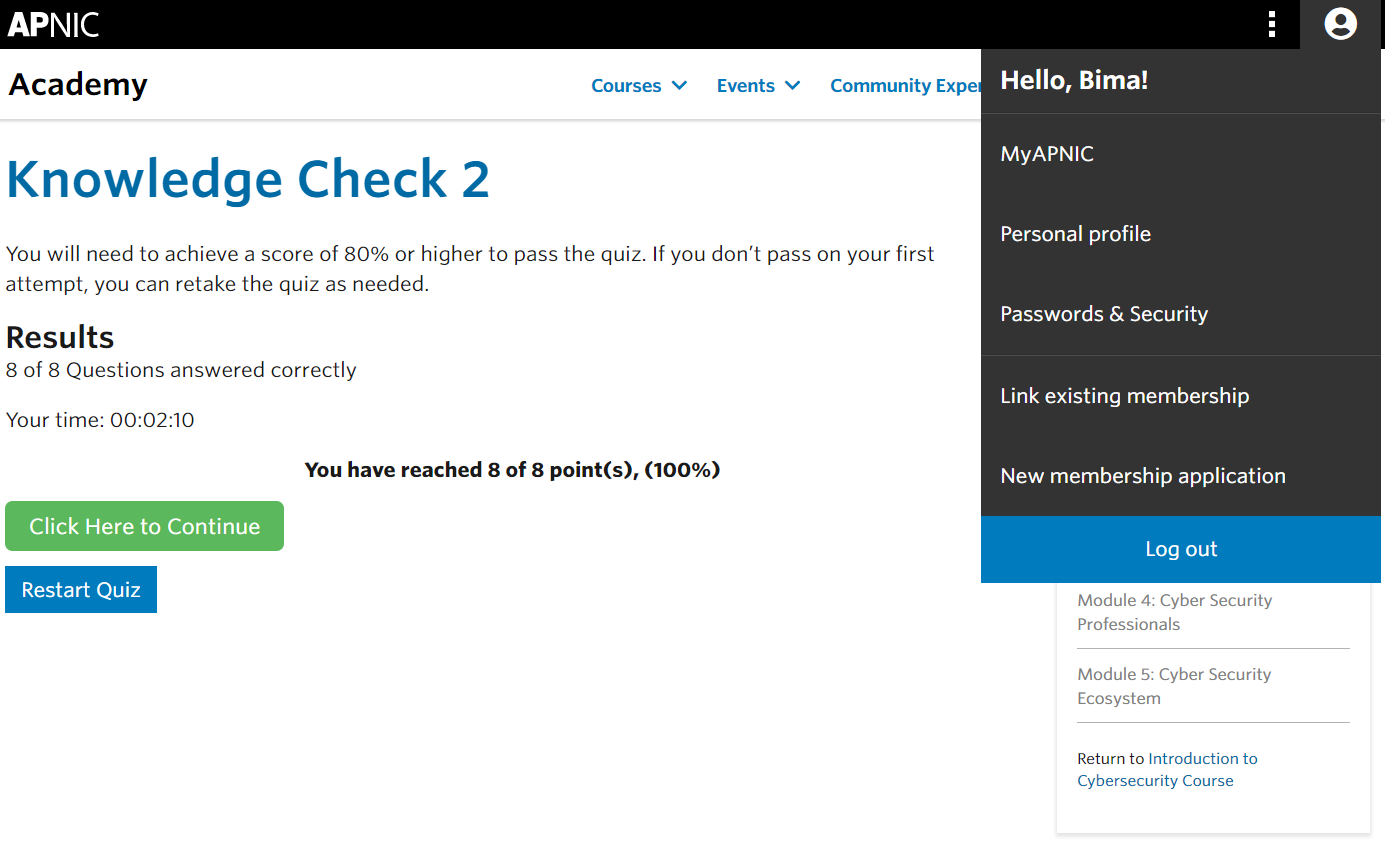 APNIC
Academy
Courses
Events
Community Exper
Hello, Bima!
MyAPNIC
Personal profile
Passwords & Security
Link existing membership
New membership application
Log out
Knowledge Check 2
You will need to achieve a score of 80% or higher to pass the quiz. If you don’t pass on your first
attempt, you can retake the quiz as needed.
Results
8 of 8 Questions answered correctly
Your time: 00:02:10
You have reached 8 of 8 point(s), (100%)
Click Here to Continue
Restart Quiz
Module 4: Cyber Security
Professionals
Module 5: Cyber Security
Ecosystem
Return to Introduction to
Cybersecurity Course